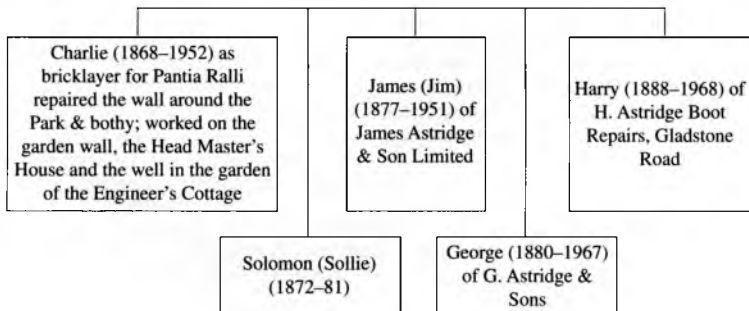 Charlie (1868–1952) as
bricklayer for Pantia Ralli
repaired the wall around the
Park & bothy; worked on the
garden wall, the Head Master's
House and the well in the garden
of the Engineer's Cottage
James (Jim)
(1877–1951) of
James Astridge
& Son Limited
Harry (1888–1968) of
H. Astridge Boot
Repairs, Gladstone
Road
Solomon (Sollie)
(1872–81)
George (1880–1967)
of G. Astridge &
Sons